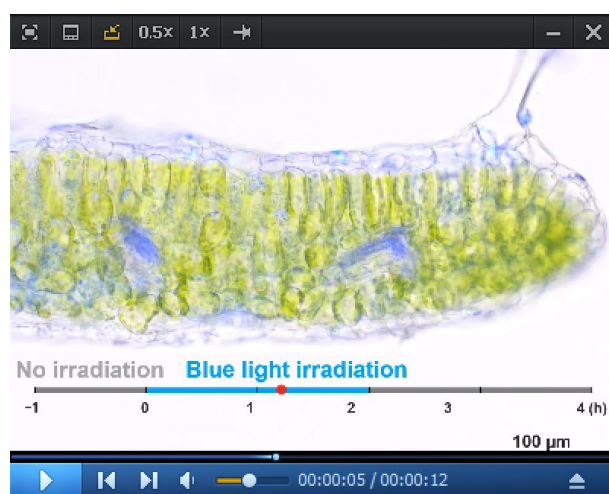 0.5x 1x
No irradiation Blue light irradiation
-1 0 1 2 3 4 (h)
100 μm
00:00:05 / 00:00:12